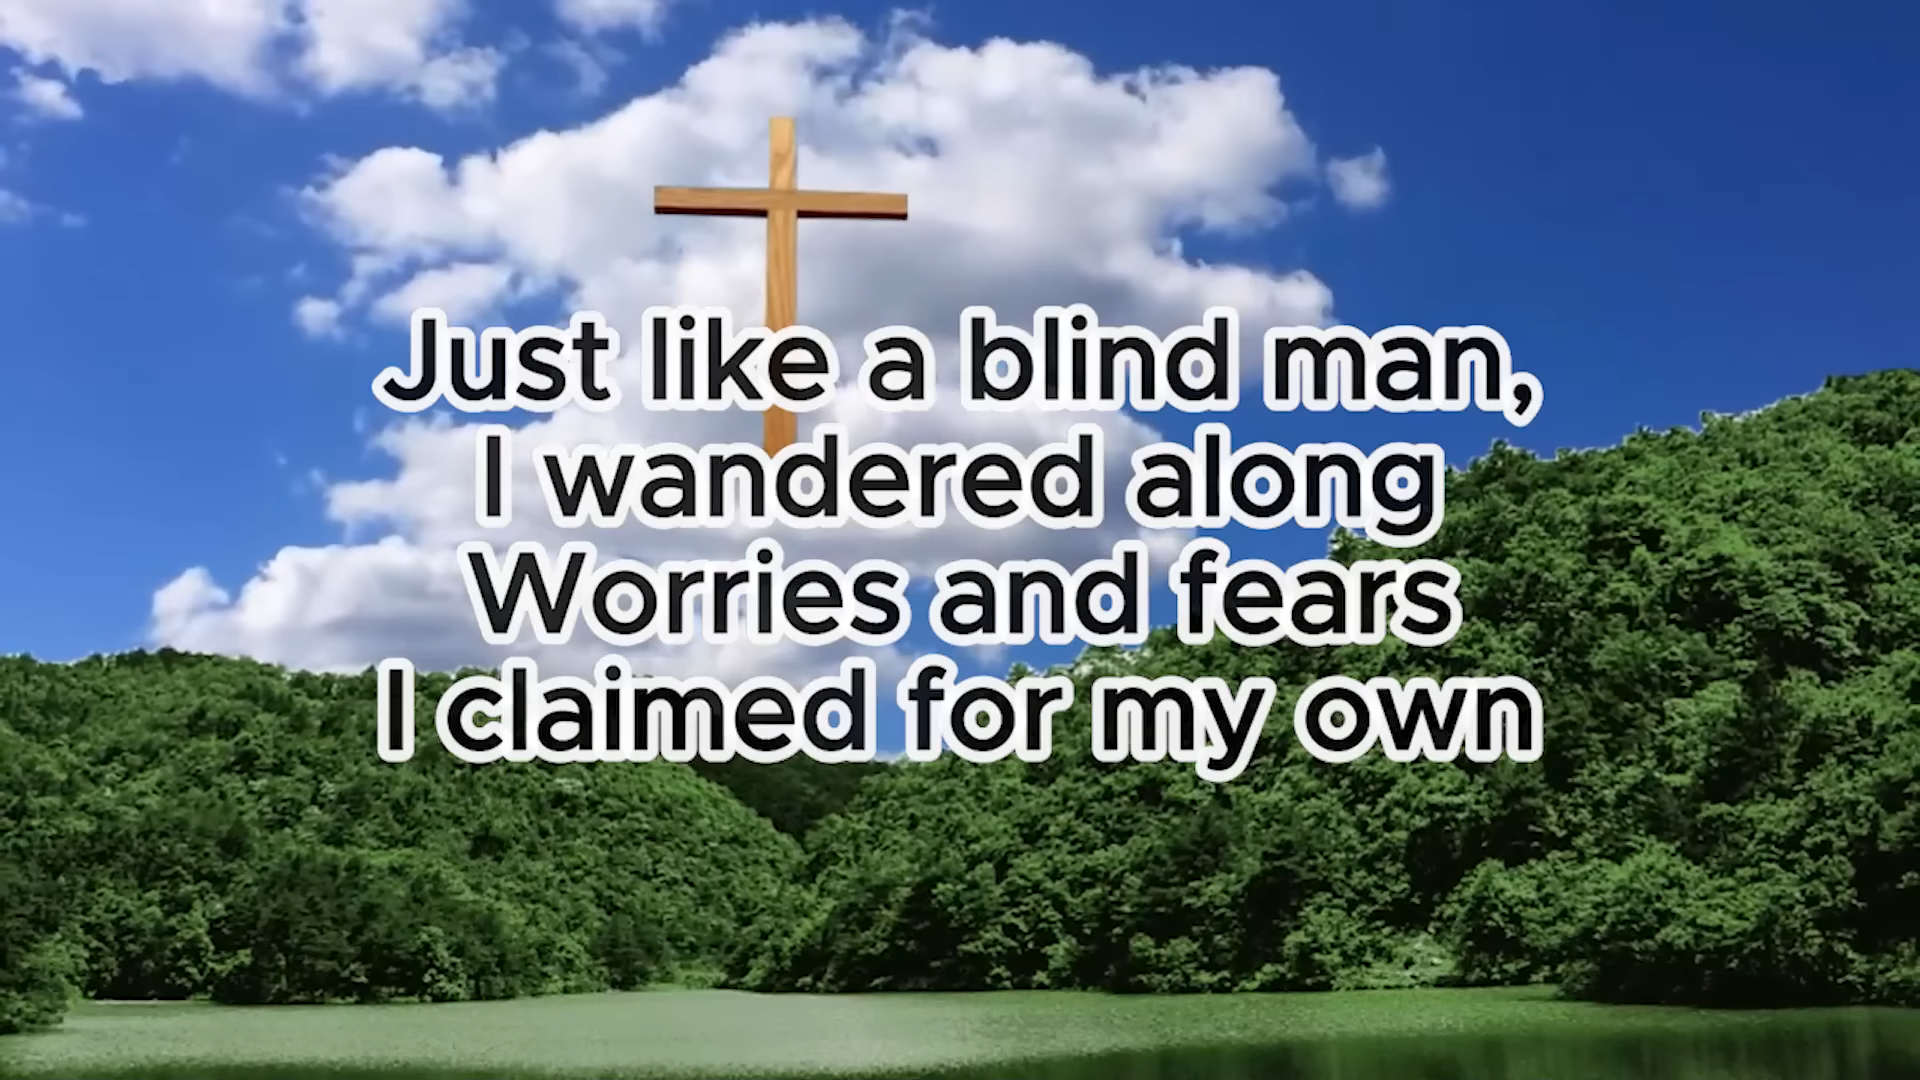 Just like a blind man,
I wandered along
Worries and fears
I claimed for my own